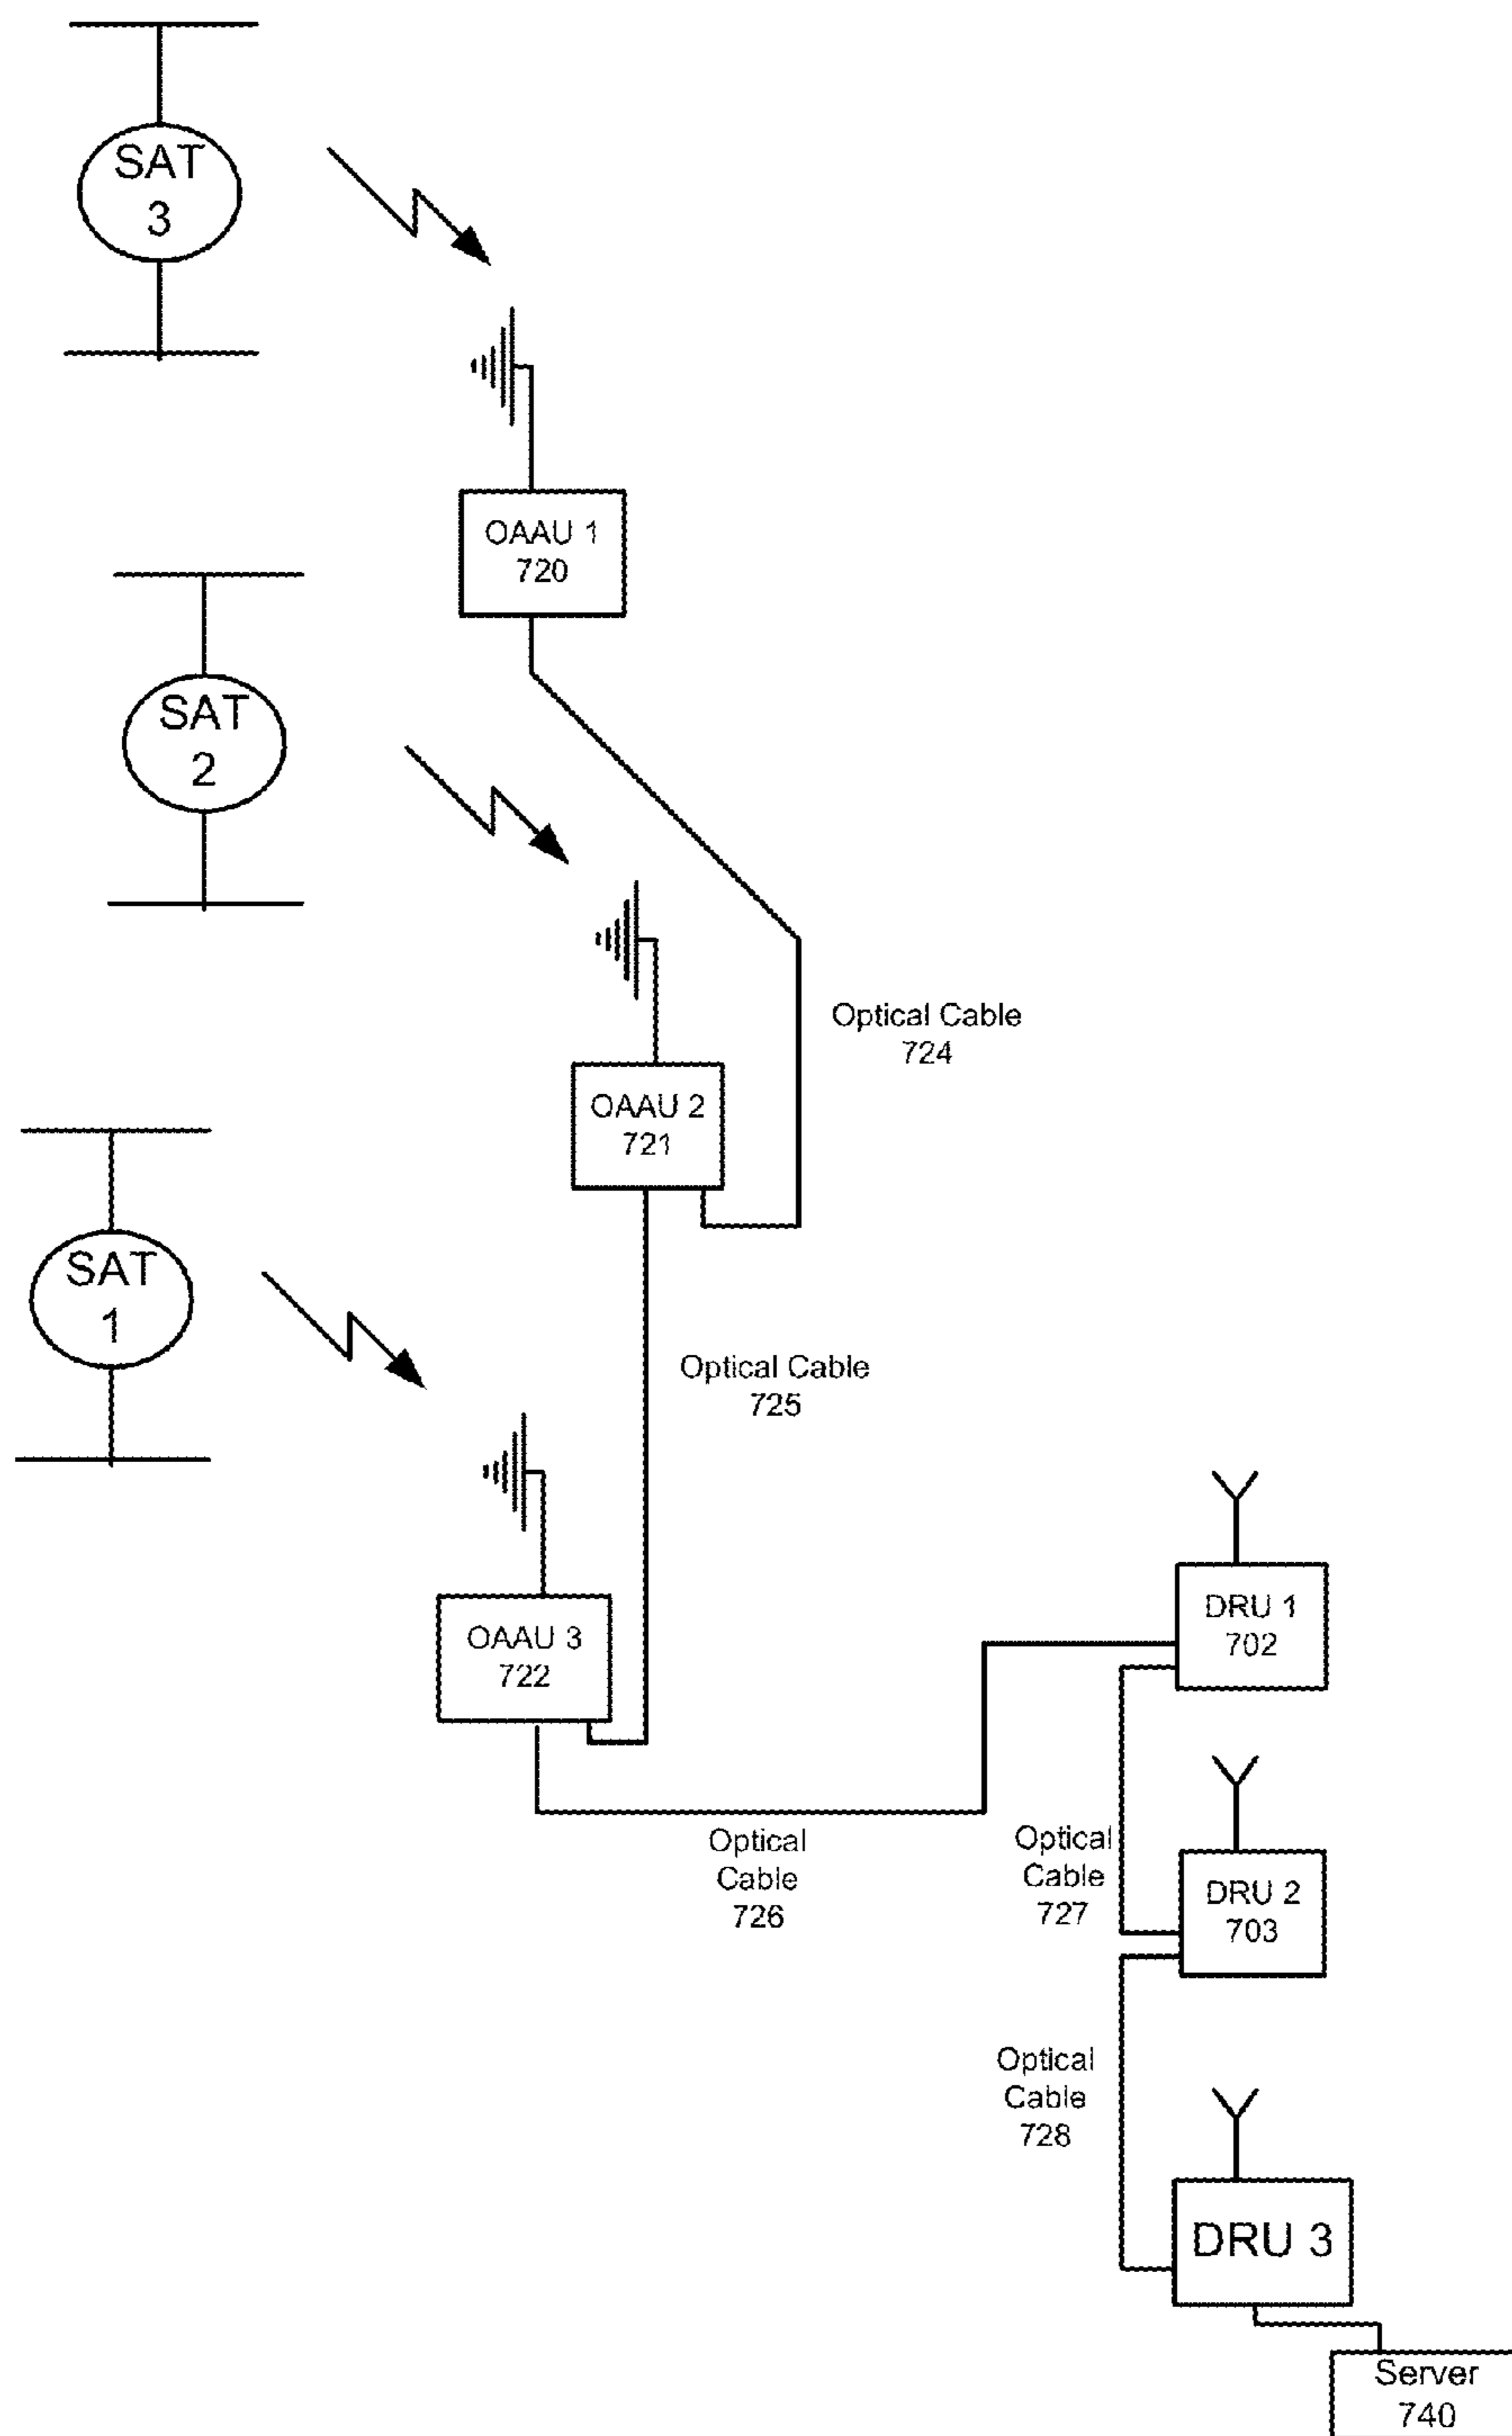 SAT
3
OAAU 1
720
SAT
2
Optical Cable
724
OAAU 2
721
SAT
1
Optical Cable
725
OAAU 3
722
DRU 1
702
Optical
Cable
726
Optical
Cable
727
DRU 2
703
Optical
Cable
728
DRU 3
Server
740